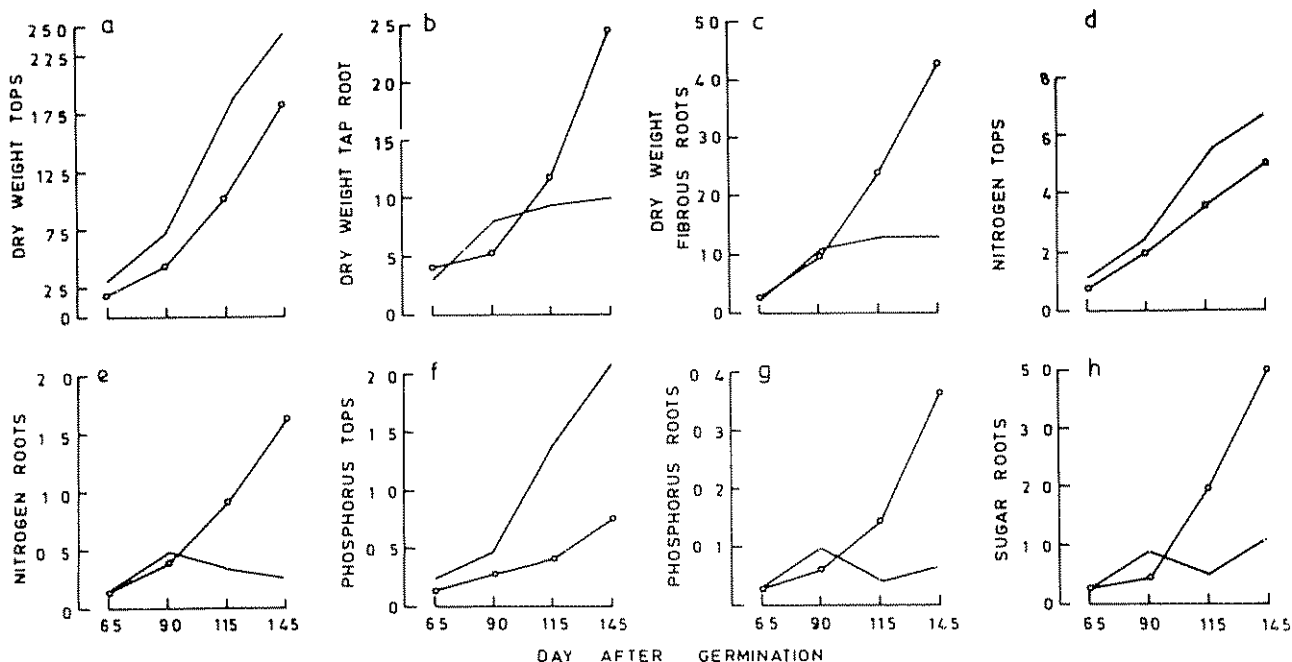 a
250
175
125
75
25
0
DRY WEIGHT TOPS
b
25
20
15
10
5
0
DRY WEIGHT TAP ROOT
c
50
40
30
20
10
0
DRY WEIGHT
FIBROUS ROOTS
d
8
6
4
2
0
NITROGEN TOPS
e
2 0
1 5
1 0
0 5
0
NITROGEN ROOTS
65 90 115 145
f
2 0
1 5
1 0
0 5
0
PHOSPHORUS TOPS
65 90 115 145
g
0 4
0 2
0 1
PHOSPHORUS ROOTS
65 90 115 145
h
5 0
3 0
2 0
1 0
0
SUGAR ROOTS
65 90 115 145
DAY AFTER GERMINATION